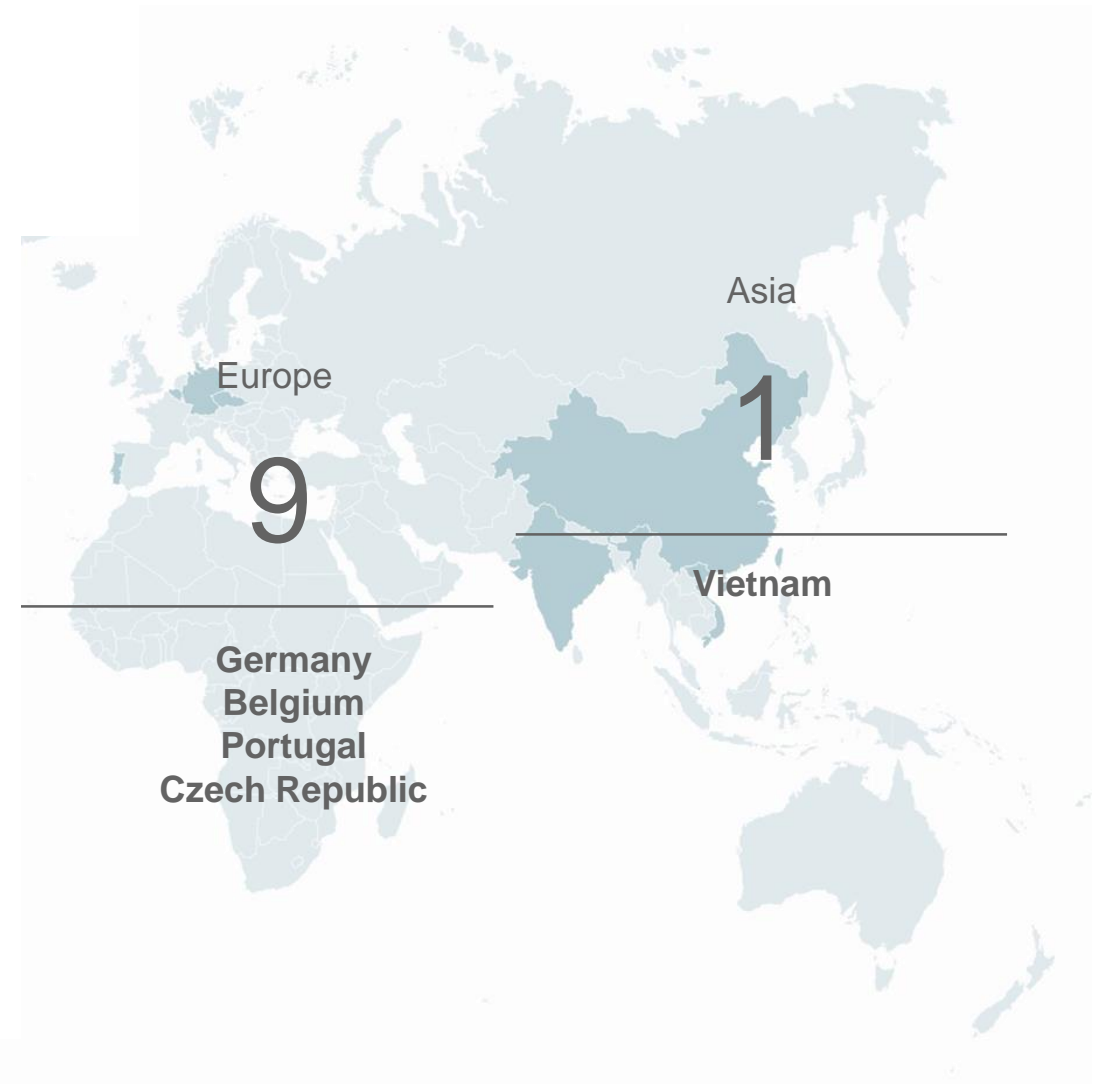 Europe
9
Germany
Belgium
Portugal
Czech Republic
Asia
1
Vietnam